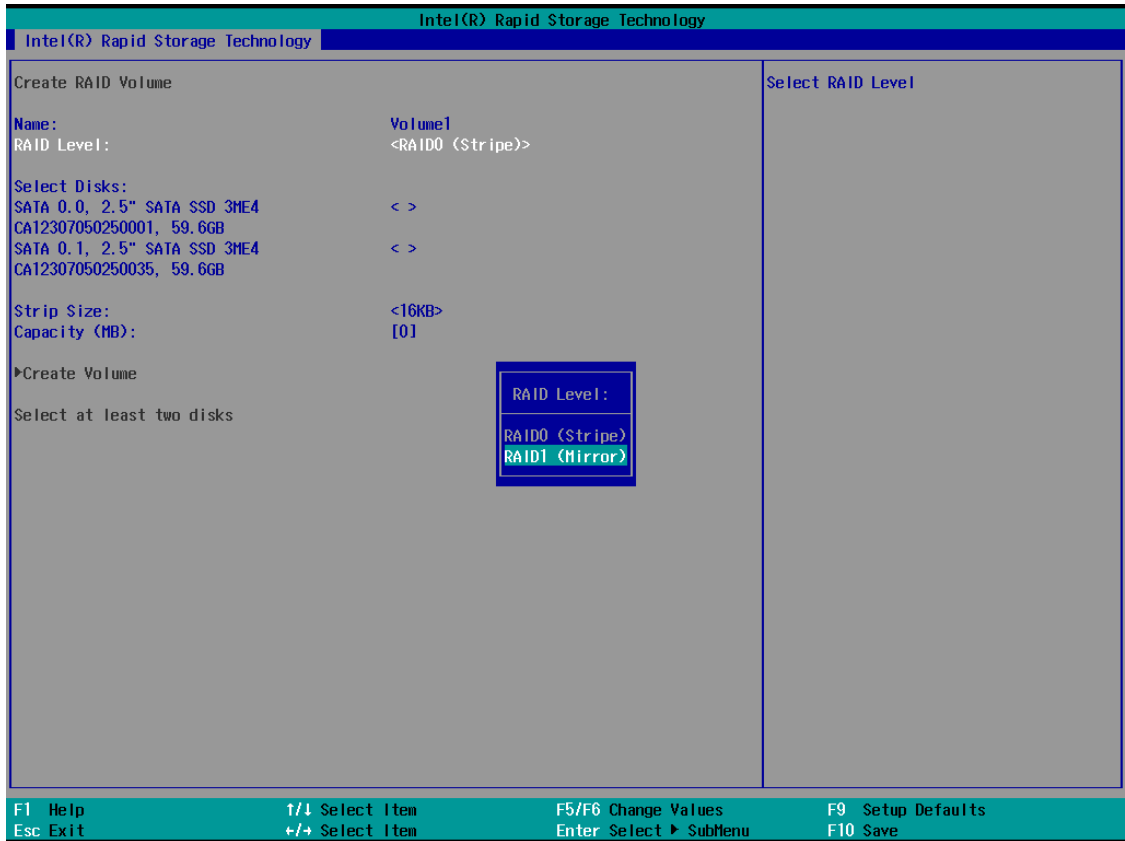 Intel(R) Rapid Storage Technology
Intel(R) Rapid Storage Technology
Create RAID Volume
Select RAID Level
Name: Volume1
RAID Level: <RAID0 (Stripe)>
Select Disks:
SATA 0.0, 2.5" SATA SSD 3ME4 < >
CA12307050250001, 59.6GB
SATA 0.1, 2.5" SATA SSD 3ME4 < >
CA12307050250035, 59.6GB
Strip Size: <16KB>
Capacity (MB): [0]
▶Create Volume
Select at least two disks
RAID Level:
RAID0 (Stripe)
RAID1 (Mirror)
F1 Help ↑/↓ Select Item F5/F6 Change Values F9 Setup Defaults
Esc Exit ←/→ Select Item Enter Select ▶ SubMenu F10 Save